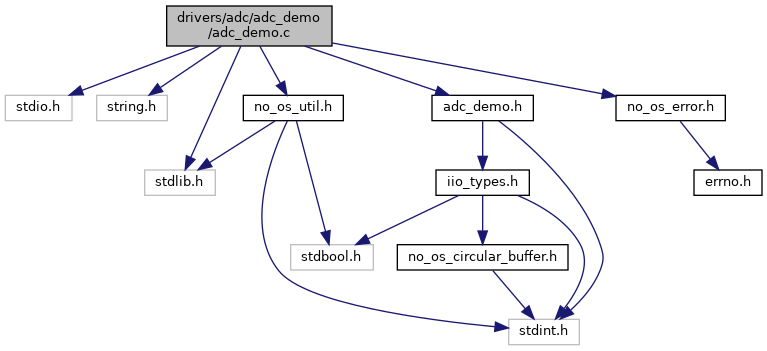 drivers/adc/adc_demo
/adc_demo.c
stdio.h
string.h
no_os_util.h
adc_demo.h
no_os_error.h
stdlib.h
iio_types.h
errno.h
stdbool.h
no_os_circular_buffer.h
stdint.h